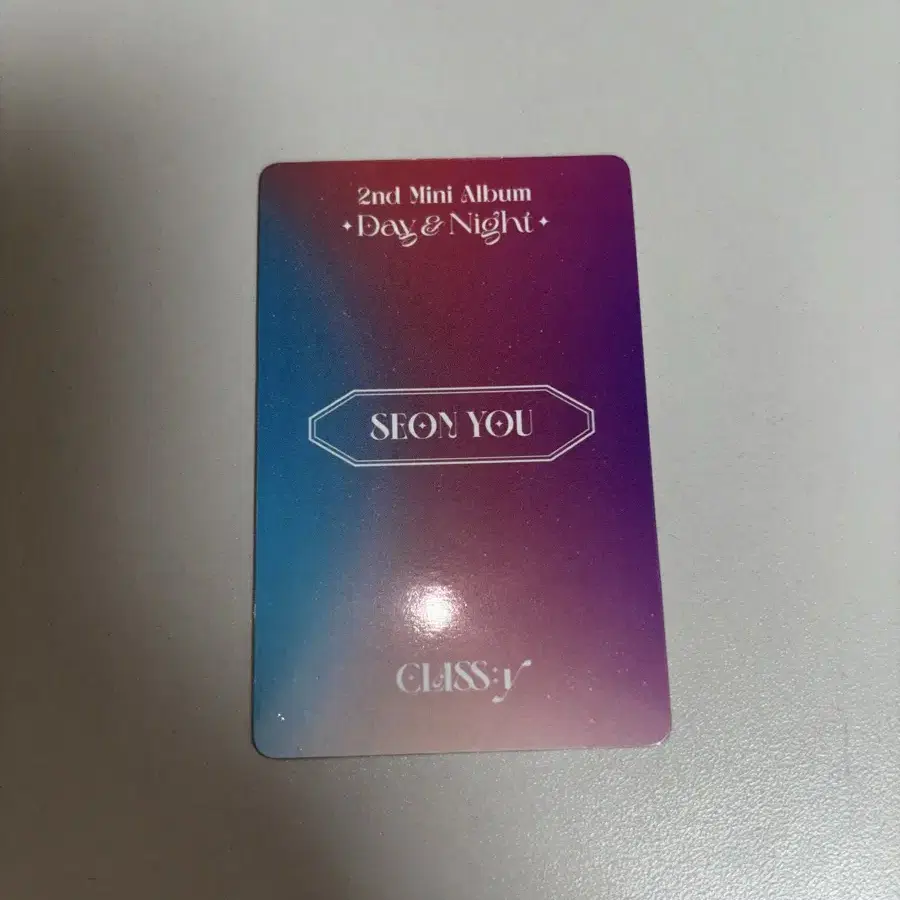 2nd Mini Album
Day & Night
SEON YOU
CLASS:y